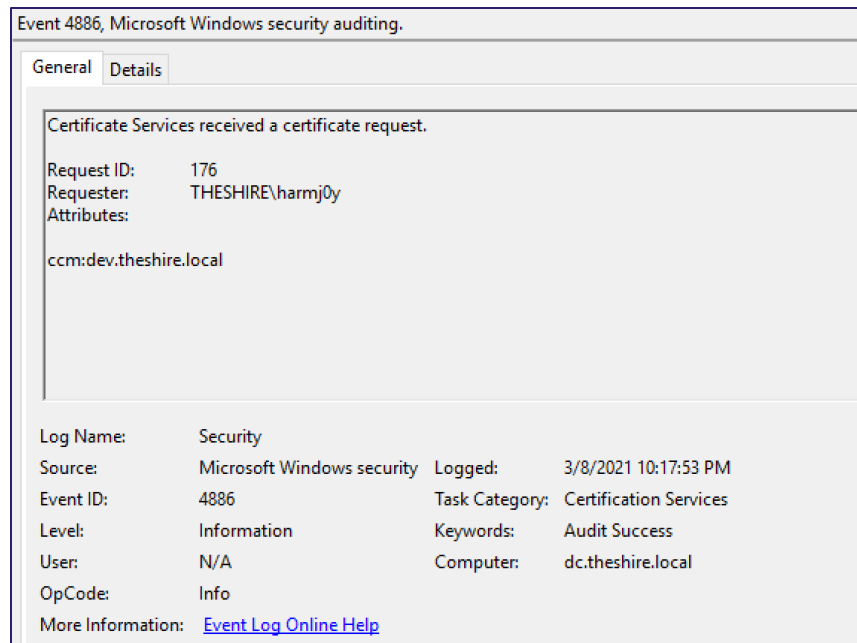 Event 4886, Microsoft Windows security auditing.
General Details
Certificate Services received a certificate request.
Request ID: 176
Requester: THESHIRE\harmj0y
Attributes:
ccm:dev.theshire.local
Log Name: Security
Source: Microsoft Windows security Logged: 3/8/2021 10:17:53 PM
Event ID: 4886 Task Category: Certification Services
Level: Information Keywords: Audit Success
User: N/A Computer: dc.theshire.local
OpCode: Info
More Information: Event Log Online Help